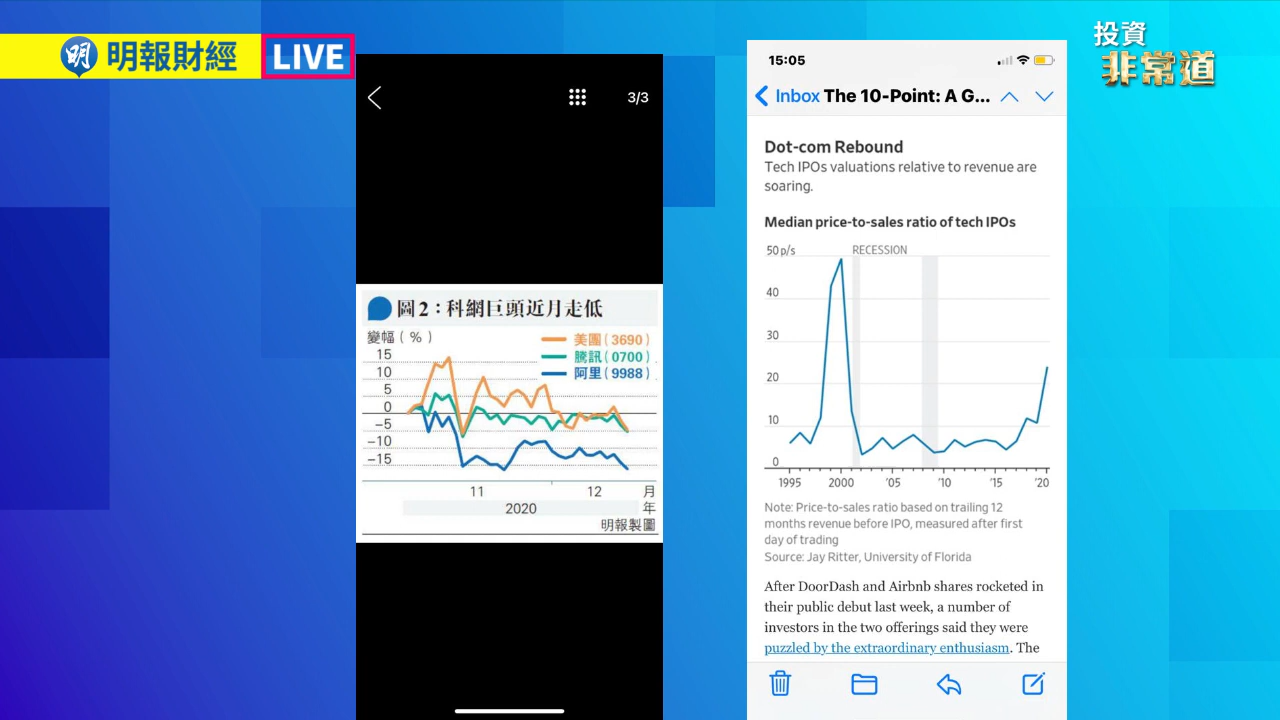 明 明報財經 LIVE
投資
非常道
3/3
圖2：科網巨頭近月走低
變幅（%）
美團（3690）
騰訊（0700）
阿里（9988）
15
10
5
0
−5
−10
−15
11 12 月
2020 年
明報製圖
15:05
Inbox The 10-Point: A G...
Dot-com Rebound
Tech IPOs valuations relative to revenue are
soaring.
Median price-to-sales ratio of tech IPOs
50 p/s RECESSION
40
30
20
10
0
1995 2000 '05 '10 '15 '20
Note: Price-to-sales ratio based on trailing 12
months revenue before IPO, measured after first
day of trading
Source: Jay Ritter, University of Florida
After DoorDash and Airbnb shares rocketed in
their public debut last week, a number of
investors in the two offerings said they were
puzzled by the extraordinary enthusiasm. The